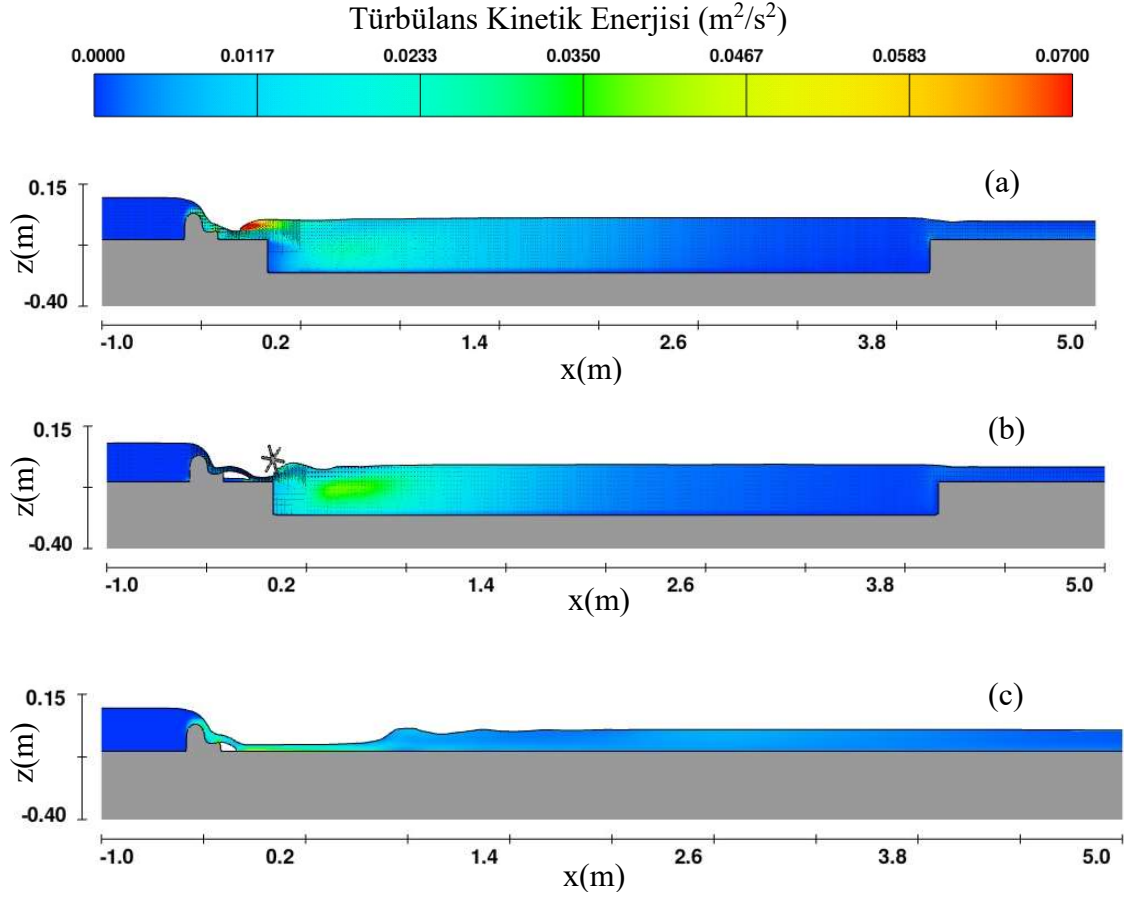 Türbülans Kinetik Enerjisi (m²/s²)
0.0000 0.0117 0.0233 0.0350 0.0467 0.0583 0.0700
(a)
0.15
z(m)
-0.40
-1.0 0.2 1.4 2.6 3.8 5.0
x(m)
(b)
0.15
z(m)
-0.40
-1.0 0.2 1.4 2.6 3.8 5.0
x(m)
(c)
0.15
z(m)
-0.40
-1.0 0.2 1.4 2.6 3.8 5.0
x(m)